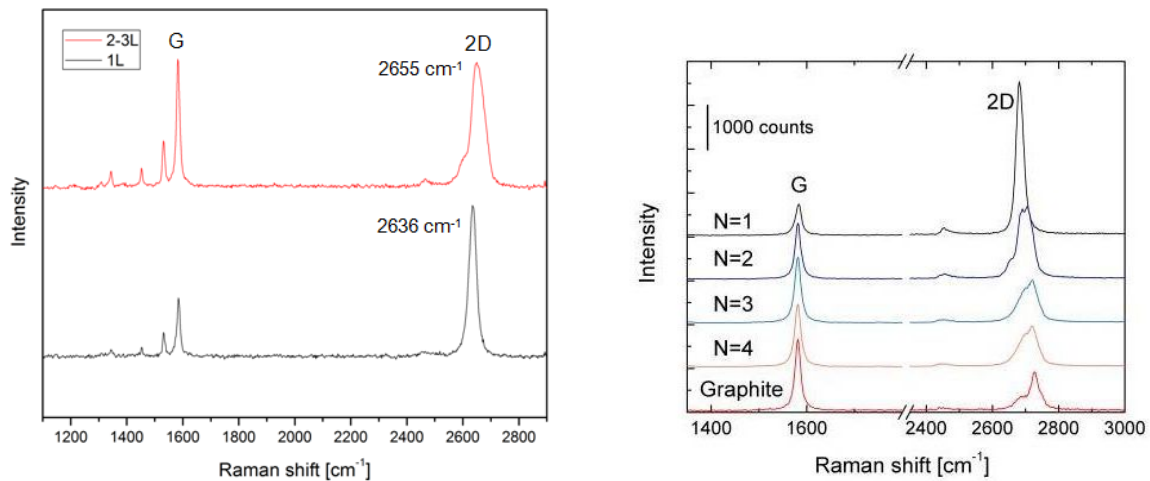 2-3L
1L
G
2D
2655 cm⁻¹
2636 cm⁻¹
Intensity
1200 1400 1600 1800 2000 2200 2400 2600 2800
Raman shift [cm⁻¹]
1000 counts
2D
G
N=1
N=2
N=3
N=4
Graphite
Intensity
1400 1600 2400 2600 2800 3000
Raman shift [cm⁻¹]